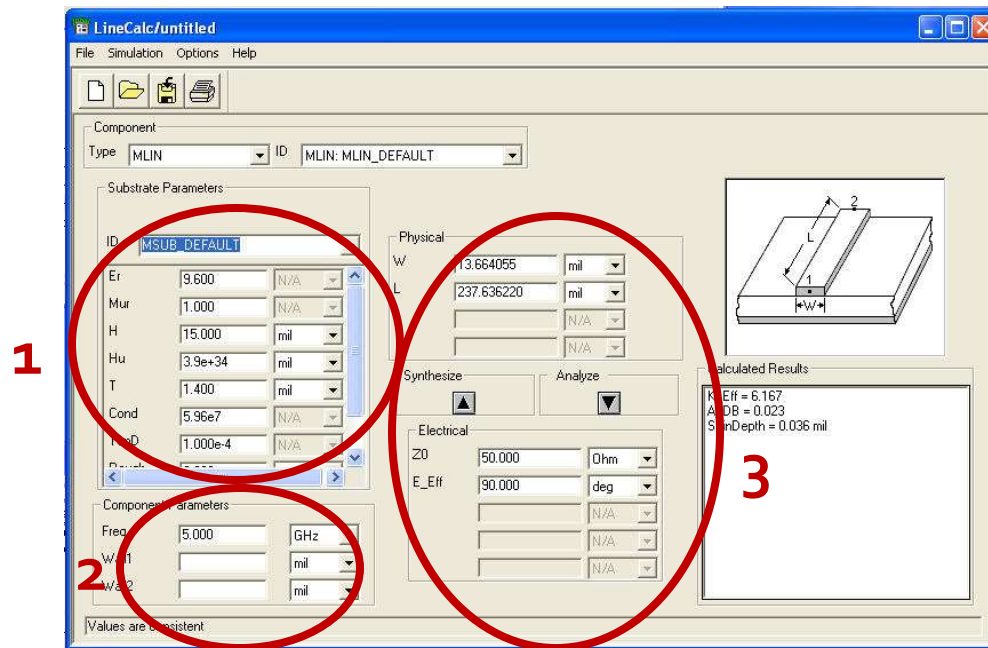 LineCalc/untitled
File Simulation Options Help
Component
Type MLIN ID MLIN: MLIN_DEFAULT
Substrate Parameters
ID MSUB_DEFAULT
Er 9.600 N/A
Mur 1.000 N/A
H 15.000 mil
Hu 3.9e+34 mil
T 1.400 mil
Cond 5.96e7 N/A
1.000e-4 N/A
1
Component Parameters
Freq 5.000 GHz
mil
mil
2
Physical
W 13.664055 mil
L 237.636220 mil
N/A
N/A
Synthesize Analyze
Electrical
Z0 50.000 Ohm
E_Eff 90.000 deg
N/A
N/A
N/A
3
2
L
1
W
Calculated Results
= 6.167
= 0.023
= 0.036 mil
Values are consistent